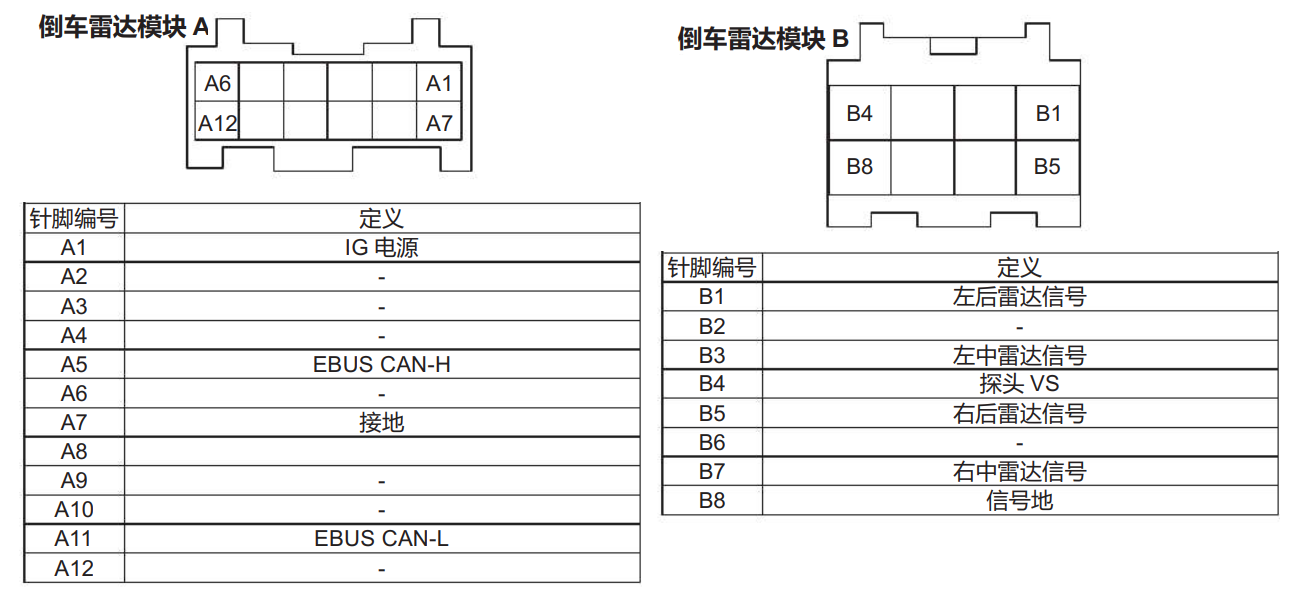 倒车雷达模块 A
A6 A1
A12 A7
针脚编号 定义
A1 IG 电源
A2 -
A3 -
A4 -
A5 EBUS CAN-H
A6 -
A7 接地
A8
A9 -
A10 -
A11 EBUS CAN-L
A12 -
倒车雷达模块 B
B4 B1
B8 B5
针脚编号 定义
B1 左后雷达信号
B2 -
B3 左中雷达信号
B4 探头 VS
B5 右后雷达信号
B6 -
B7 右中雷达信号
B8 信号地